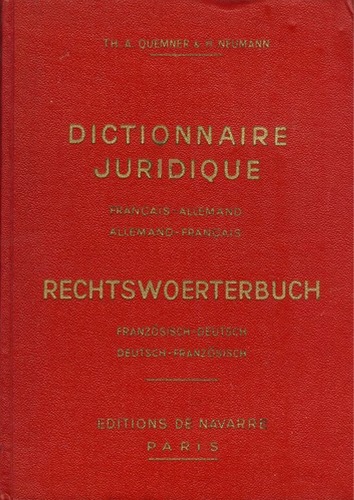 TH. A. QUEMNER & H. NEUMANN
DICTIONNAIRE
JURIDIQUE
FRANÇAIS-ALLEMAND
ALLEMAND-FRANÇAIS
RECHTSWOERTERBUCH
FRANZÖSISCH-DEUTSCH
DEUTSCH-FRANZÖSISCH
EDITIONS DE NAVARRE
PARIS